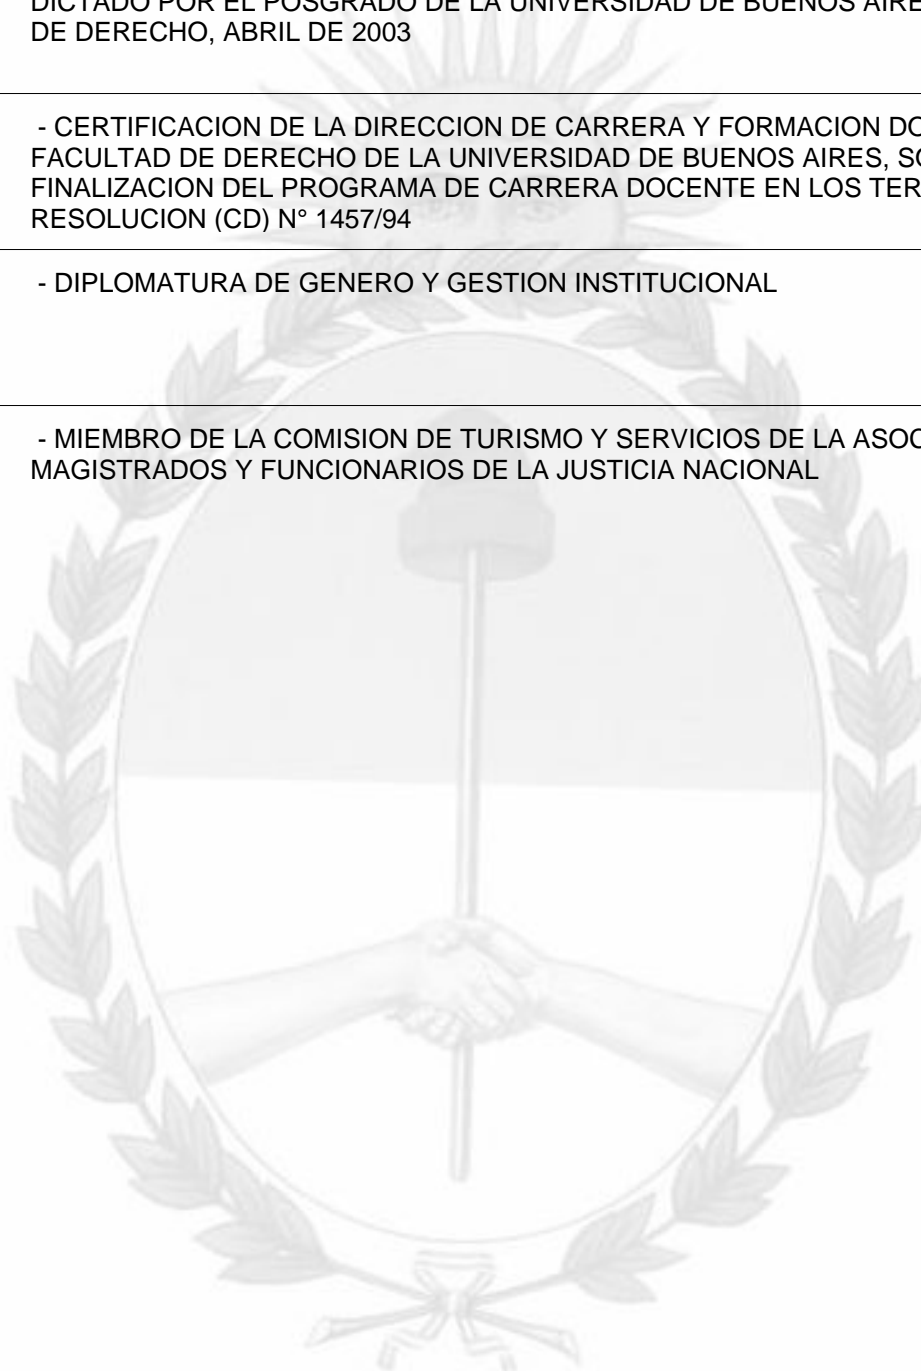 DICTADO POR EL POSGRADO DE LA UNIVERSIDAD DE BUENOS AIRE
DE DERECHO, ABRIL DE 2003
- CERTIFICACION DE LA DIRECCION DE CARRERA Y FORMACION DO
FACULTAD DE DERECHO DE LA UNIVERSIDAD DE BUENOS AIRES, SO
FINALIZACION DEL PROGRAMA DE CARRERA DOCENTE EN LOS TER
RESOLUCION (CD) N° 1457/94
- DIPLOMATURA DE GENERO Y GESTION INSTITUCIONAL
- MIEMBRO DE LA COMISION DE TURISMO Y SERVICIOS DE LA ASOC
MAGISTRADOS Y FUNCIONARIOS DE LA JUSTICIA NACIONAL